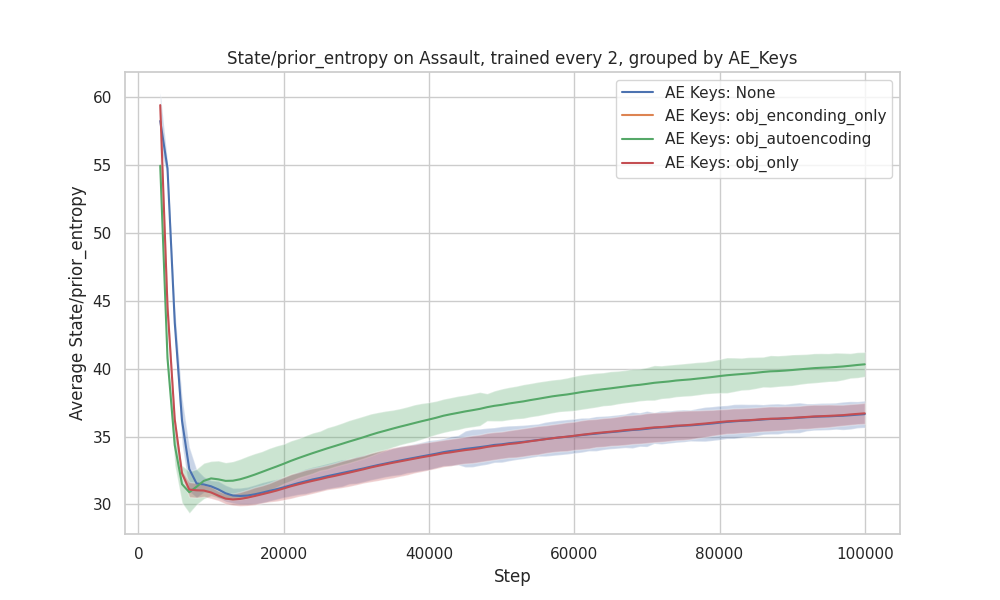 State/prior_entropy on Assault, trained every 2, grouped by AE_Keys
AE Keys: None
AE Keys: obj_enconding_only
AE Keys: obj_autoencoding
AE Keys: obj_only
Average State/prior_entropy
60
55
50
45
40
35
30
0 20000 40000 60000 80000 100000
Step